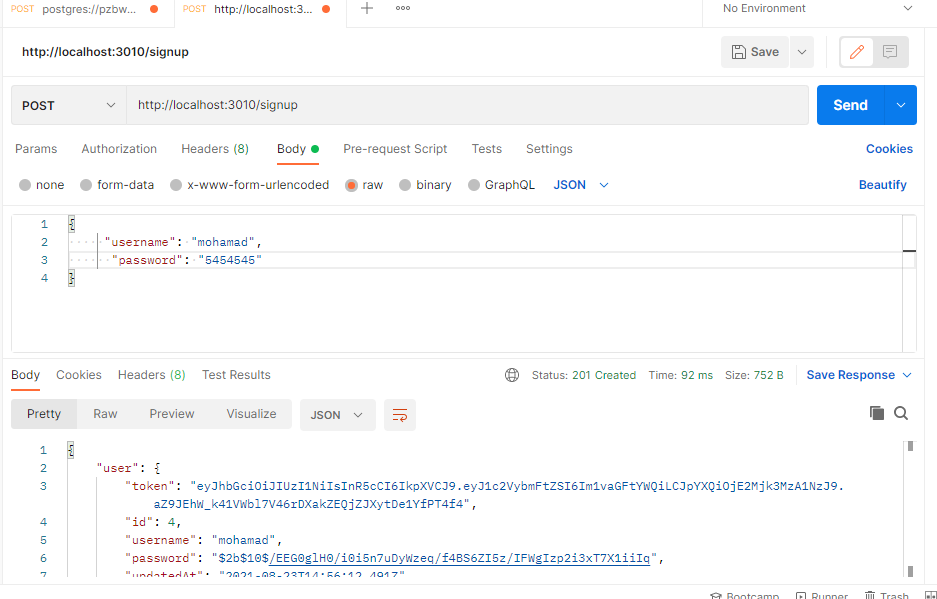 POST postgres://pzbw... POST http://localhost:3... + ooo No Environment
http://localhost:3010/signup Save
POST http://localhost:3010/signup Send
Params Authorization Headers (8) Body Pre-request Script Tests Settings Cookies
none form-data x-www-form-urlencoded raw binary GraphQL JSON Beautify
1 {
2 "username": "mohamad",
3 "password": "5454545"
4 }
Body Cookies Headers (8) Test Results Status: 201 Created Time: 92 ms Size: 752 B Save Response
Pretty Raw Preview Visualize JSON
1 {
2 "user": {
3 "token": "eyJhbGciOiJIUzI1NiIsInR5cCI6IkpXVCJ9.eyJ1c2VybmFtZSI6Im1vaGFtYWQiLCJpYXQiOjE2Mjk3MzA1NzJ9.
aZ9JEhW_k41VWbl7V46rDXakZEQjZJXytDe1YfPT4f4",
4 "id": 4,
5 "username": "mohamad",
6 "password": "$2b$10$/EEG0glH0/i0i5n7uDyWzeq/f4BS6ZI5z/IFWgIzp2i3xT7X1iiIq",
7 "updatedAt": "2021-08-23T14:56:12.491Z"
Bootcamp Runner Trash